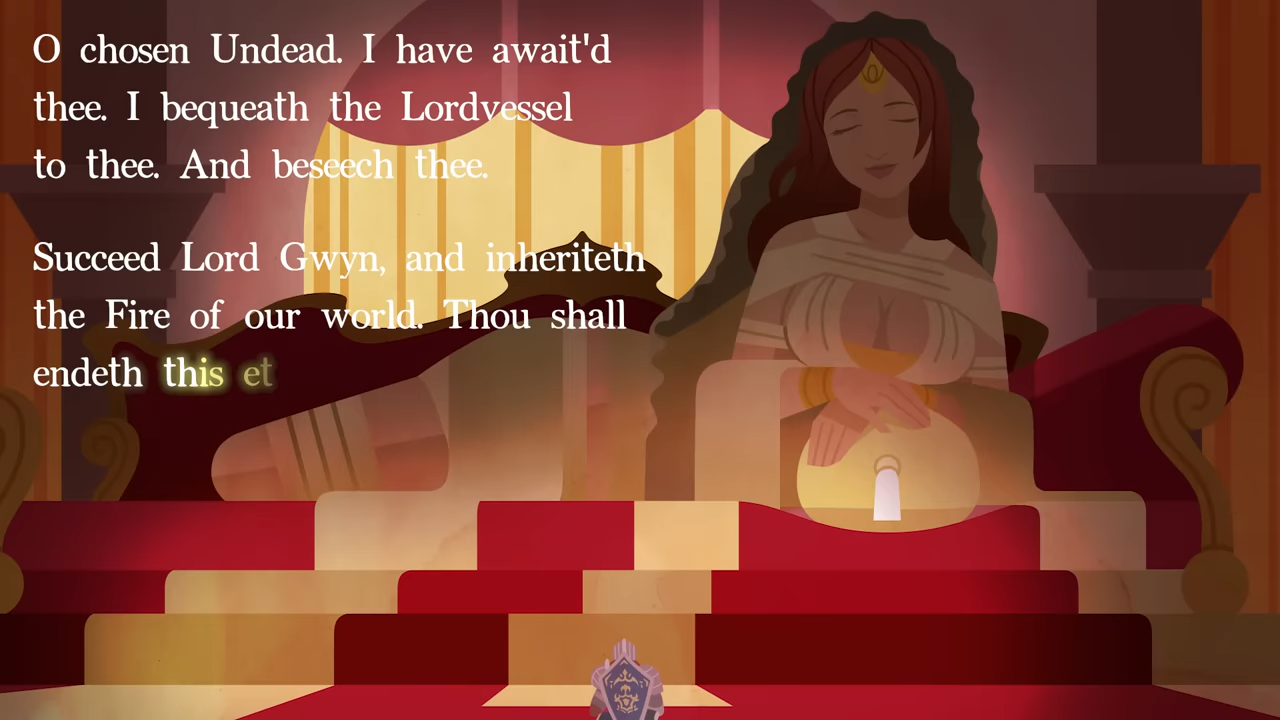 O chosen Undead. I have await'd
thee. I bequeath the Lordvessel
to thee. And beseech thee.
Succeed Lord Gwyn, and inheriteth
the Fire of our world. Thou shall
endeth this et